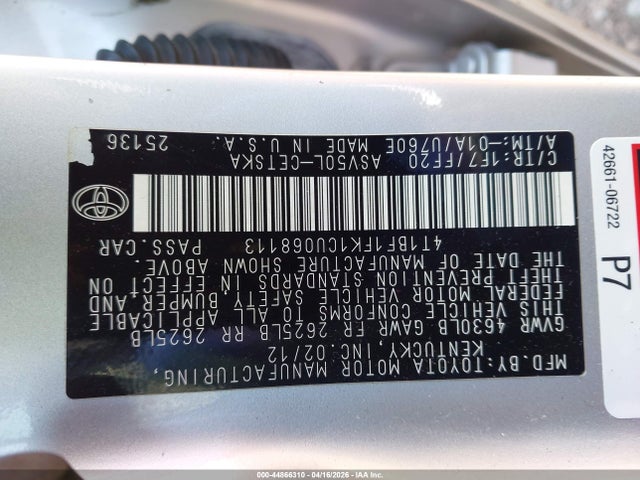 MFD.BY:TOYOTA MOTOR MANUFACTURING,
KENTUCKY, INC 02/12
GVWR 4630LB GAWR FR 2625LB RR 2625LB
THIS VEHICLE CONFORMS TO ALL APPLICABLE
FEDERAL MOTOR VEHICLE SAFETY, BUMPER, AND
THEFT PREVENTION STANDARDS IN EFFECT ON
THE DATE OF MANUFACTURE SHOWN ABOVE.
4T1BF1FK1CU068113 PASS.CAR
C/TR:1F7/FF20 ASV50L-CETSKA
A/TM:-01A/U760E MADE IN U.S.A. 25136
42661-06722
P7
000-44866310 | 04/16/2026 | IAAI.COM